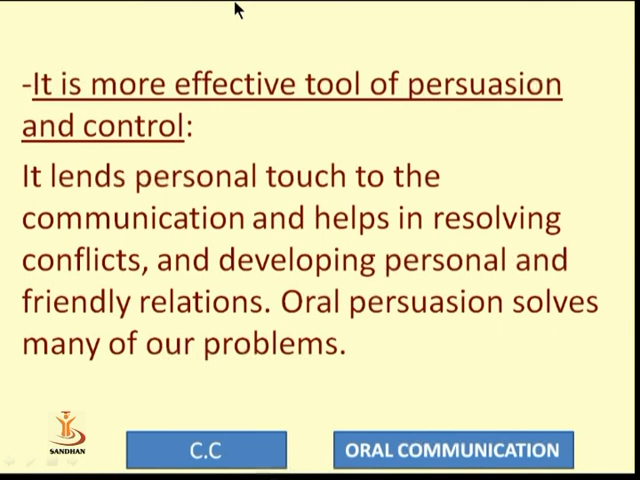 -It is more effective tool of persuasion
and control:
It lends personal touch to the
communication and helps in resolving
conflicts, and developing personal and
friendly relations. Oral persuasion solves
many of our problems.
SANDHAN
C.C
ORAL COMMUNICATION